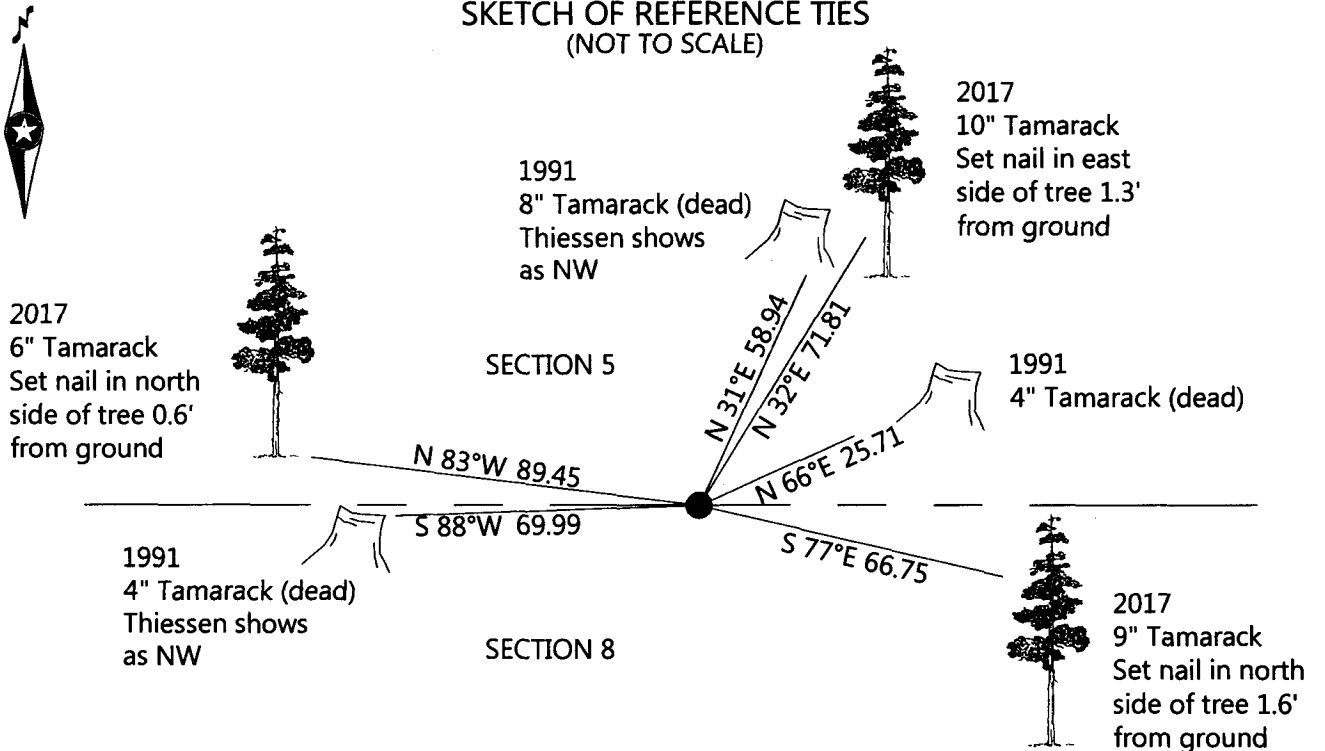 N
SKETCH OF REFERENCE TIES
(NOT TO SCALE)
2017
10" Tamarack
Set nail in east
side of tree 1.3'
from ground
1991
8" Tamarack (dead)
Thiessen shows
as NW
2017
6" Tamarack
Set nail in north
side of tree 0.6'
from ground
SECTION 5
N 31°E 58.94
N 32°E 71.81
1991
4" Tamarack (dead)
N 66°E 25.71
N 83°W 89.45
S 88°W 69.99
S 77°E 66.75
1991
4" Tamarack (dead)
Thiessen shows
as NW
SECTION 8
2017
9" Tamarack
Set nail in north
side of tree 1.6'
from ground